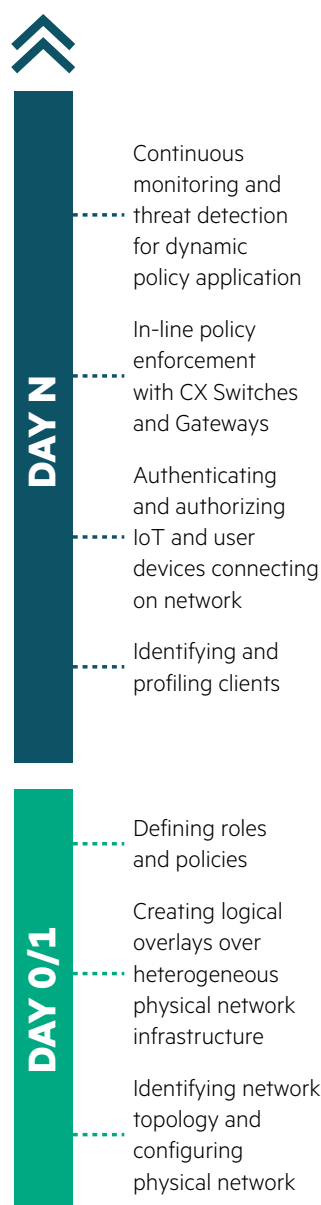 DAY N
Continuous
monitoring and
threat detection
for dynamic
policy application
In-line policy
enforcement
with CX Switches
and Gateways
Authenticating
and authorizing
IoT and user
devices connecting
on network
Identifying and
profiling clients
DAY 0/1
Defining roles
and policies
Creating logical
overlays over
heterogeneous
physical network
infrastructure
Identifying network
topology and
configuring
physical network